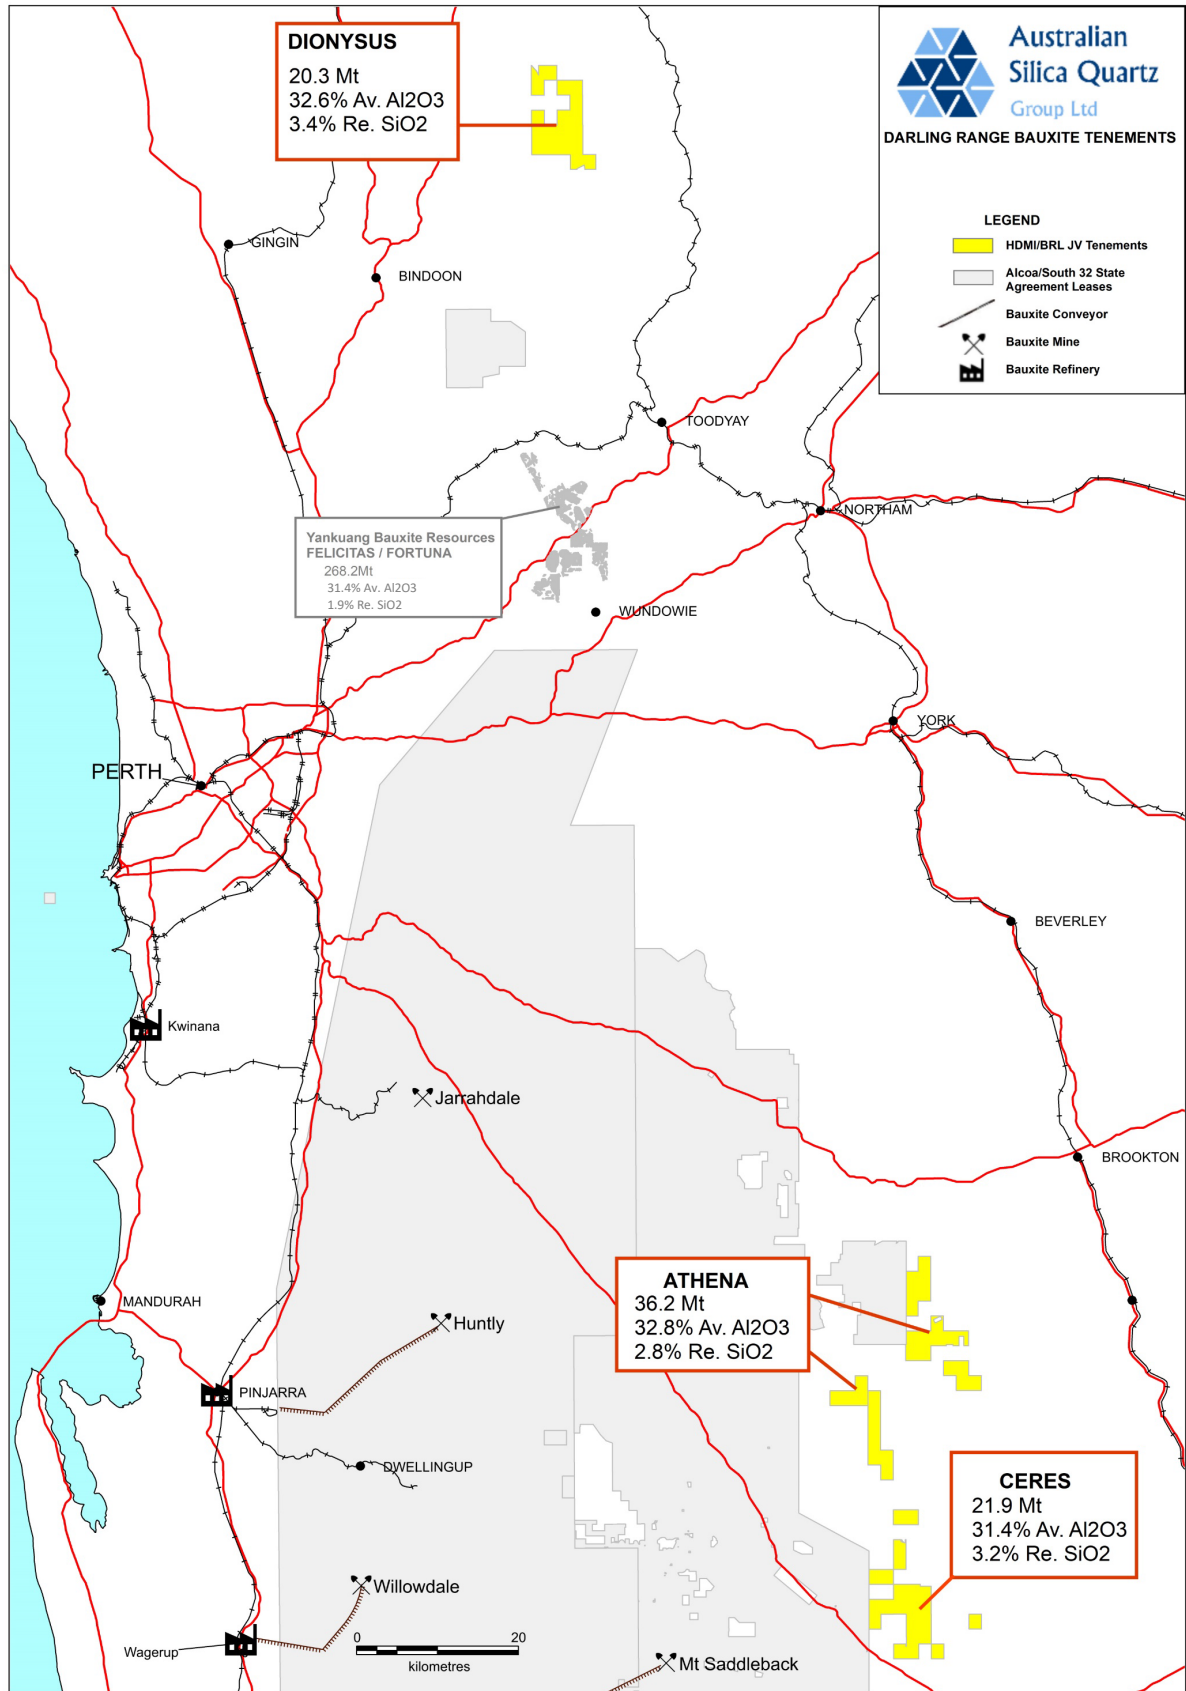 DIONYSUS
20.3 Mt
32.6% Av. Al2O3
3.4% Re. SiO2
Australian
Silica Quartz
Group Ltd
DARLING RANGE BAUXITE TENEMENTS
LEGEND
HDMI/BRL JV Tenements
Alcoa/South 32 State
Agreement Leases
Bauxite Conveyor
Bauxite Mine
Bauxite Refinery
GINGIN
BINDOON
TOODYAY
NORTHAM
Yankuang Bauxite Resources
FELICITAS / FORTUNA
268.2Mt
31.4% Av. Al2O3
1.9% Re. SiO2
WUNDOWIE
YORK
PERTH
BEVERLEY
Kwinana
Jarrahdale
BROOKTON
ATHENA
36.2 Mt
32.8% Av. Al2O3
2.8% Re. SiO2
MANDURAH
Huntly
PINJARRA
DWELLINGUP
CERES
21.9 Mt
31.4% Av. Al2O3
3.2% Re. SiO2
Willowdale
Wagerup
0 20
kilometres
Mt Saddleback